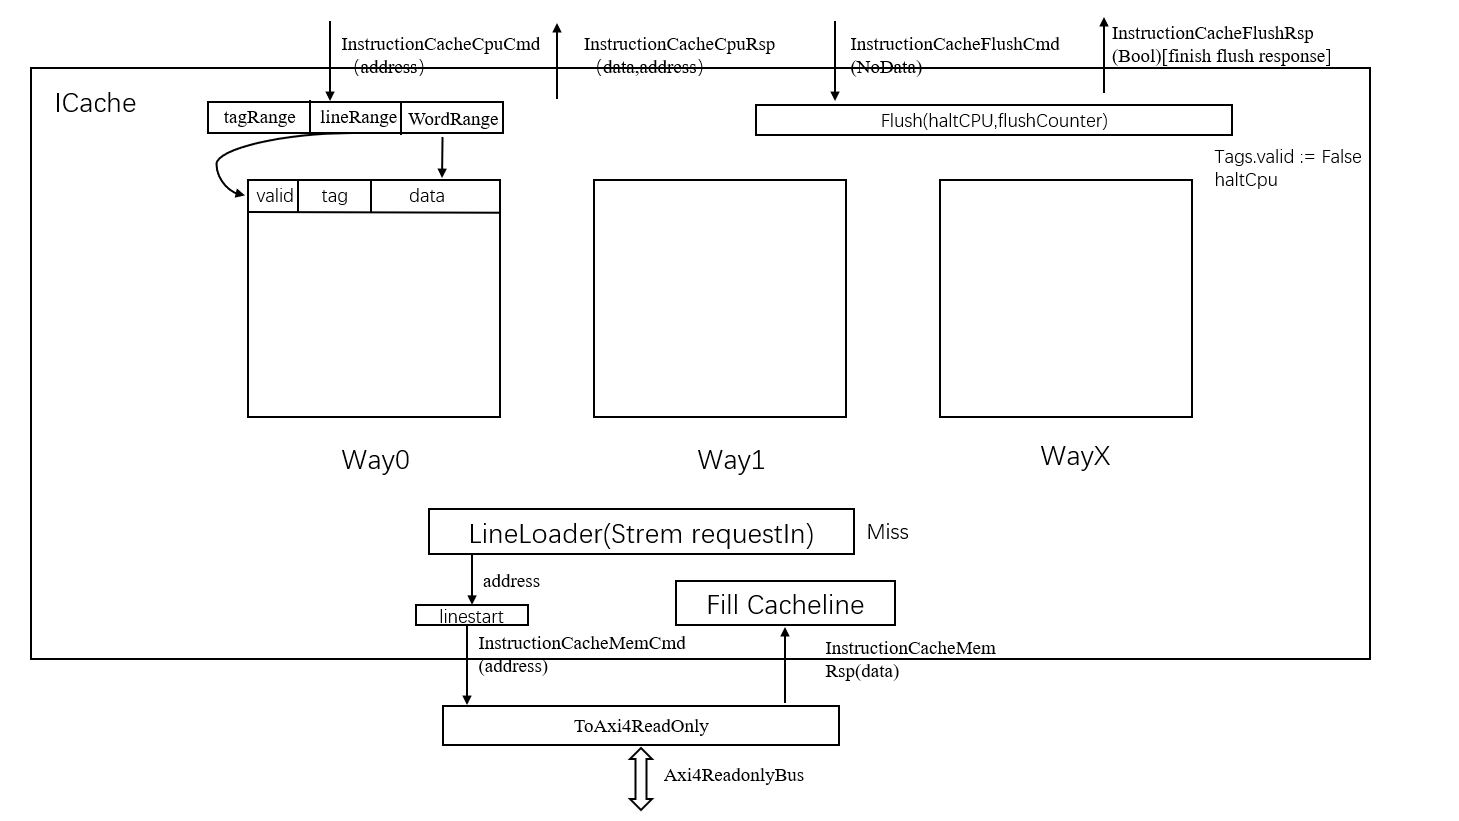 InstructionCacheCpuCmd
（address）
InstructionCacheCpuRsp
（data,address）
InstructionCacheFlushCmd
(NoData)
InstructionCacheFlushRsp
(Bool)[finish flush response]
ICache
tagRange
lineRange
WordRange
Flush(haltCPU,flushCounter)
Tags.valid := False
haltCpu
valid
tag
data
Way0
Way1
WayX
LineLoader(Strem requestIn)
Miss
address
linestart
Fill Cacheline
InstructionCacheMemCmd
(address)
InstructionCacheMem
Rsp(data)
ToAxi4ReadOnly
Axi4ReadonlyBus